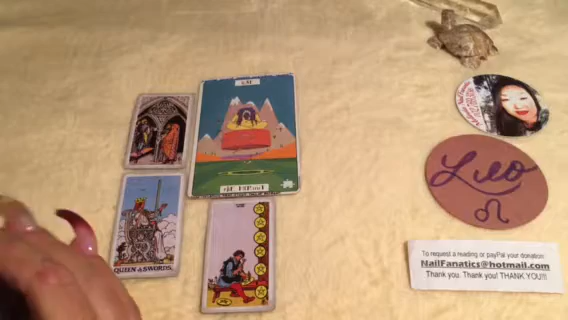 QUEEN of SWORDS.
Leo
To request a reading or payPal your donation:
NailFanatics@hotmail.com
Thank you. Thank you! THANK YOU!!!